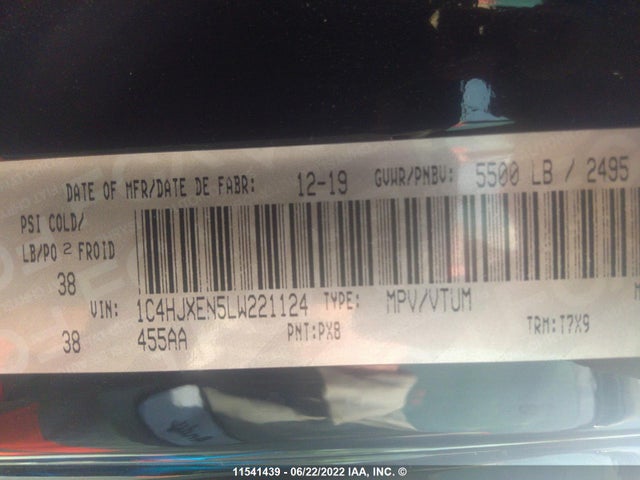 DATE OF MFR/DATE DE FABR: 12-19 GVWR/PNBV: 5500 LB / 2495
PSI COLD/
LB/PO 2 FROID
38
VIN: 1C4HJXEN5LW221124 TYPE: MPV/VTUM M
38 455AA PNT:PX8 TRM:T7X9
11541439 - 06/22/2022 IAA, INC. ©